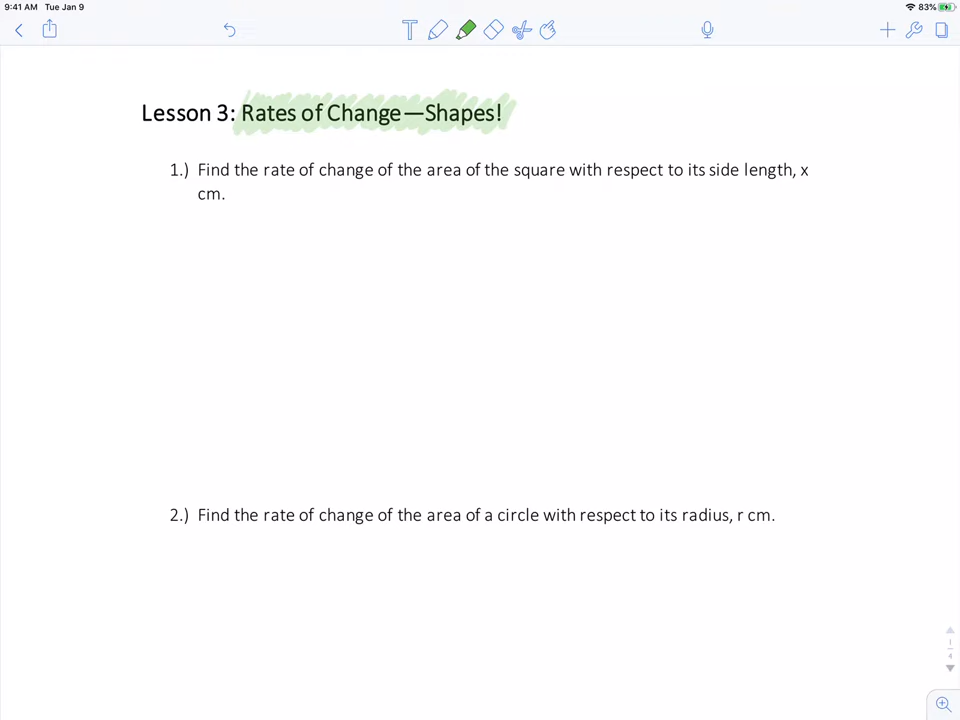 9:41 AM Tue Jan 9
83%
T
Lesson 3: Rates of Change—Shapes!
1.) Find the rate of change of the area of the square with respect to its side length, x
cm.
2.) Find the rate of change of the area of a circle with respect to its radius, r cm.
1
4